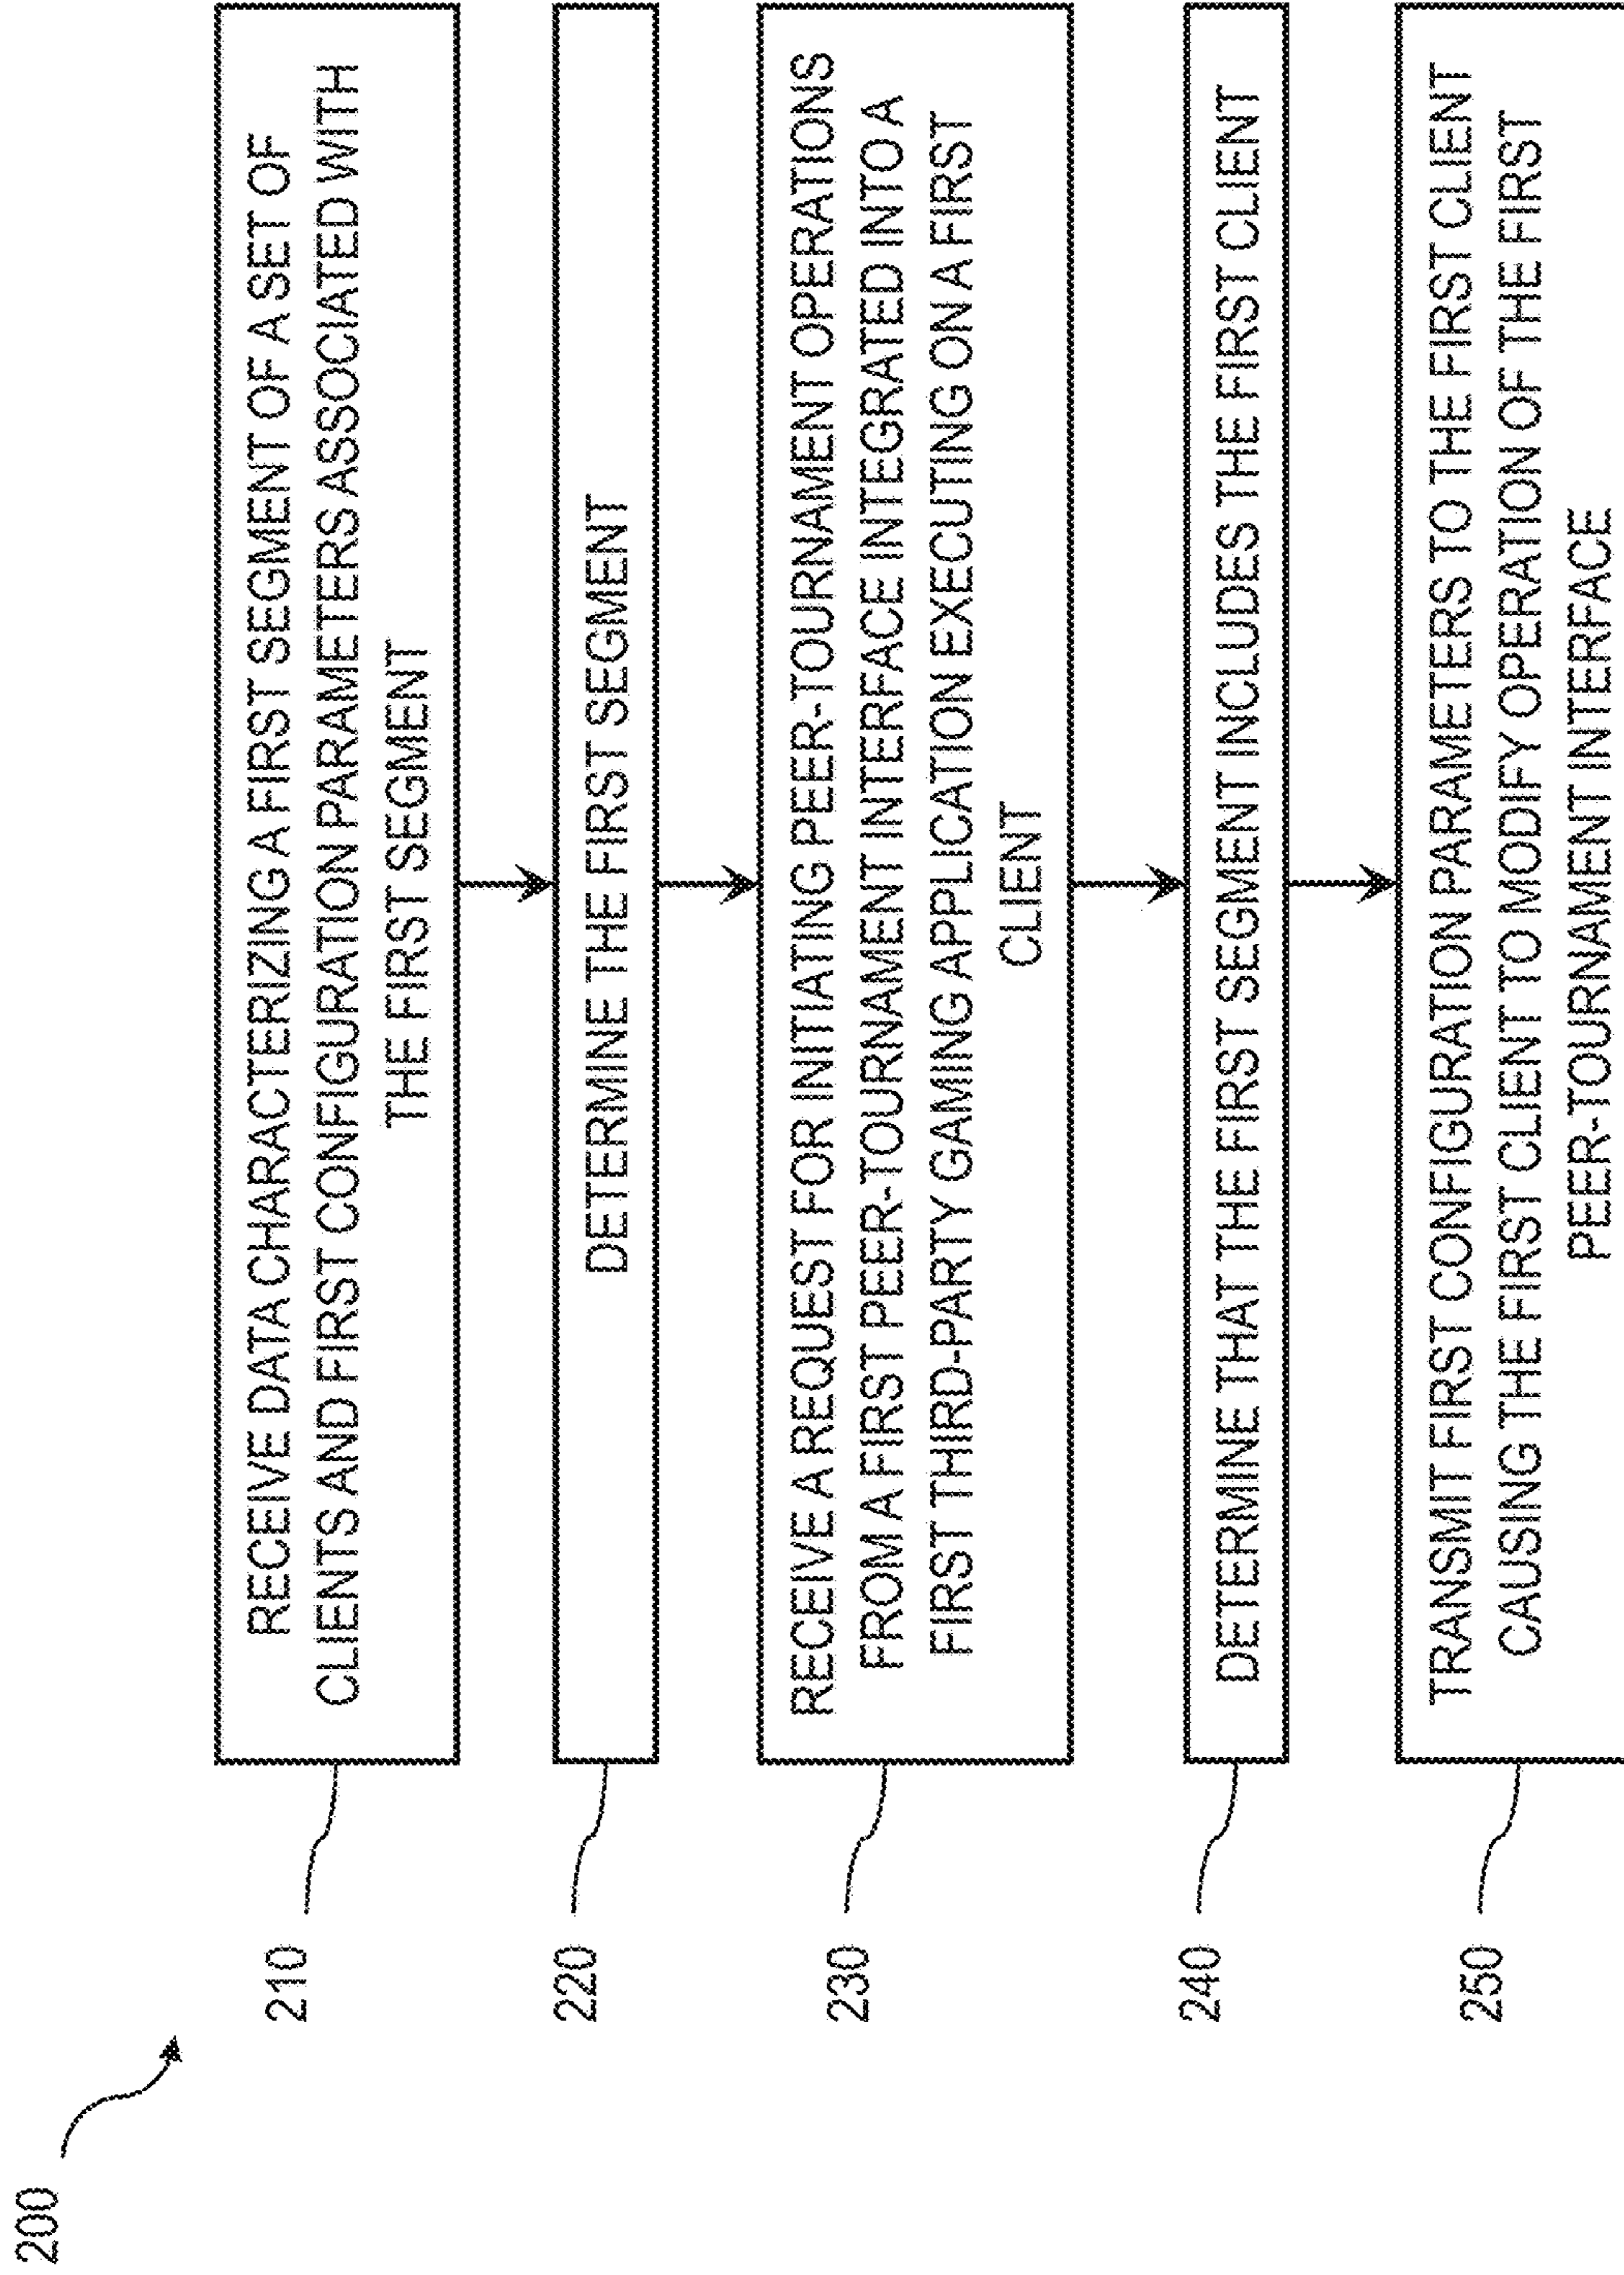 200
210
RECEIVE DATA CHARACTERIZING A FIRST SEGMENT OF A SET OF
CLIENTS AND FIRST CONFIGURATION PARAMETERS ASSOCIATED WITH
THE FIRST SEGMENT
220
DETERMINE THE FIRST SEGMENT
230
RECEIVE A REQUEST FOR INITIATING PEER-TOURNAMENT OPERATIONS
FROM A FIRST PEER-TOURNAMENT INTERFACE INTEGRATED INTO A
FIRST THIRD-PARTY GAMING APPLICATION EXECUTING ON A FIRST
CLIENT
240
DETERMINE THAT THE FIRST SEGMENT INCLUDES THE FIRST CLIENT
250
TRANSMIT FIRST CONFIGURATION PARAMETERS TO THE FIRST CLIENT
CAUSING THE FIRST CLIENT TO MODIFY OPERATION OF THE FIRST
PEER-TOURNAMENT INTERFACE